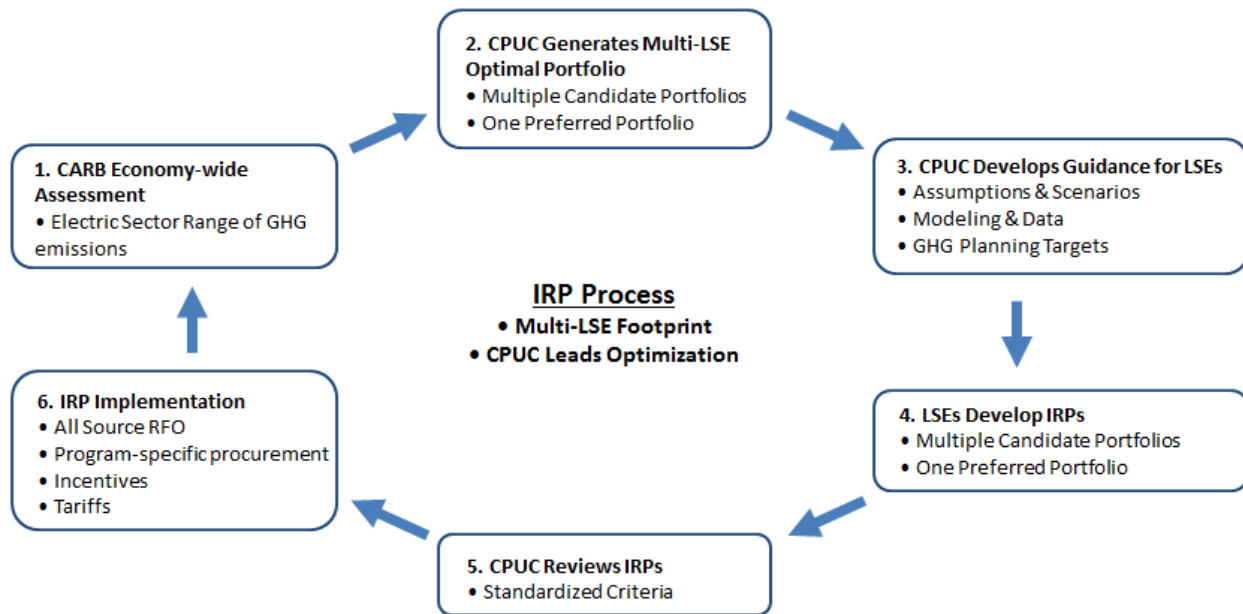 1. CARB Economy-wide
Assessment
• Electric Sector Range of GHG
emissions
2. CPUC Generates Multi-LSE
Optimal Portfolio
• Multiple Candidate Portfolios
• One Preferred Portfolio
3. CPUC Develops Guidance for LSEs
• Assumptions & Scenarios
• Modeling & Data
• GHG Planning Targets
IRP Process
• Multi-LSE Footprint
• CPUC Leads Optimization
4. LSEs Develop IRPs
• Multiple Candidate Portfolios
• One Preferred Portfolio
5. CPUC Reviews IRPs
• Standardized Criteria
6. IRP Implementation
• All Source RFO
• Program-specific procurement
• Incentives
• Tariffs